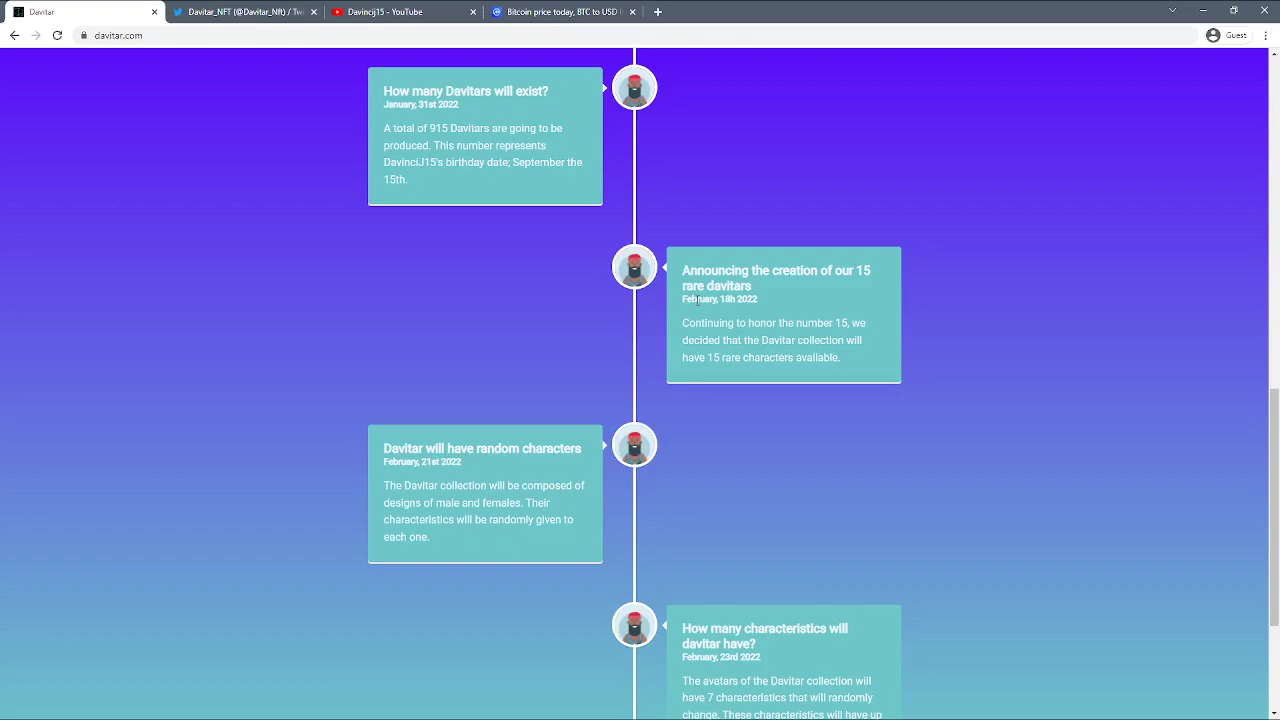 Davitar
Davitar_NFT (@Davitar_Nft) / Twi
Davincij15 - YouTube
Bitcoin price today, BTC to USD li
davitar.com
Guest
How many Davitars will exist?
January, 31st 2022
A total of 915 Davitars are going to be
produced. This number represents
DavinciJ15's birthday date; September the
15th.
Announcing the creation of our 15
rare davitars
February, 18h 2022
Continuing to honor the number 15, we
decided that the Davitar collection will
have 15 rare characters available.
Davitar will have random characters
February, 21st 2022
The Davitar collection will be composed of
designs of male and females. Their
characteristics will be randomly given to
each one.
How many characteristics will
davitar have?
February, 23rd 2022
The avatars of the Davitar collection will
have 7 characteristics that will randomly
change. These characteristics will have up